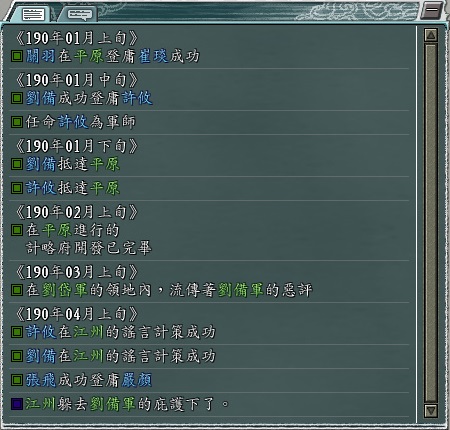 《190年01月上旬》
關羽在平原登庸崔琰成功
《190年01月中旬》
劉備成功登庸許攸
任命許攸為軍師
《190年01月下旬》
劉備抵達平原
許攸抵達平原
《190年02月上旬》
在平原進行的
計略府開發已完畢
《190年03月上旬》
在劉岱軍的領地內，流傳著劉備軍的惡評
《190年04月上旬》
許攸在江州的謠言計策成功
劉備在江州的謠言計策成功
張飛成功登庸嚴顏
江州躲去劉備軍的庇護下了。